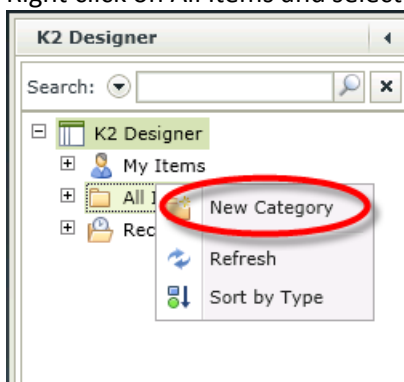 Right click on All Items and select
K2 Designer
Search:
K2 Designer
My Items
All I
New Category
Rec
Refresh
Sort by Type